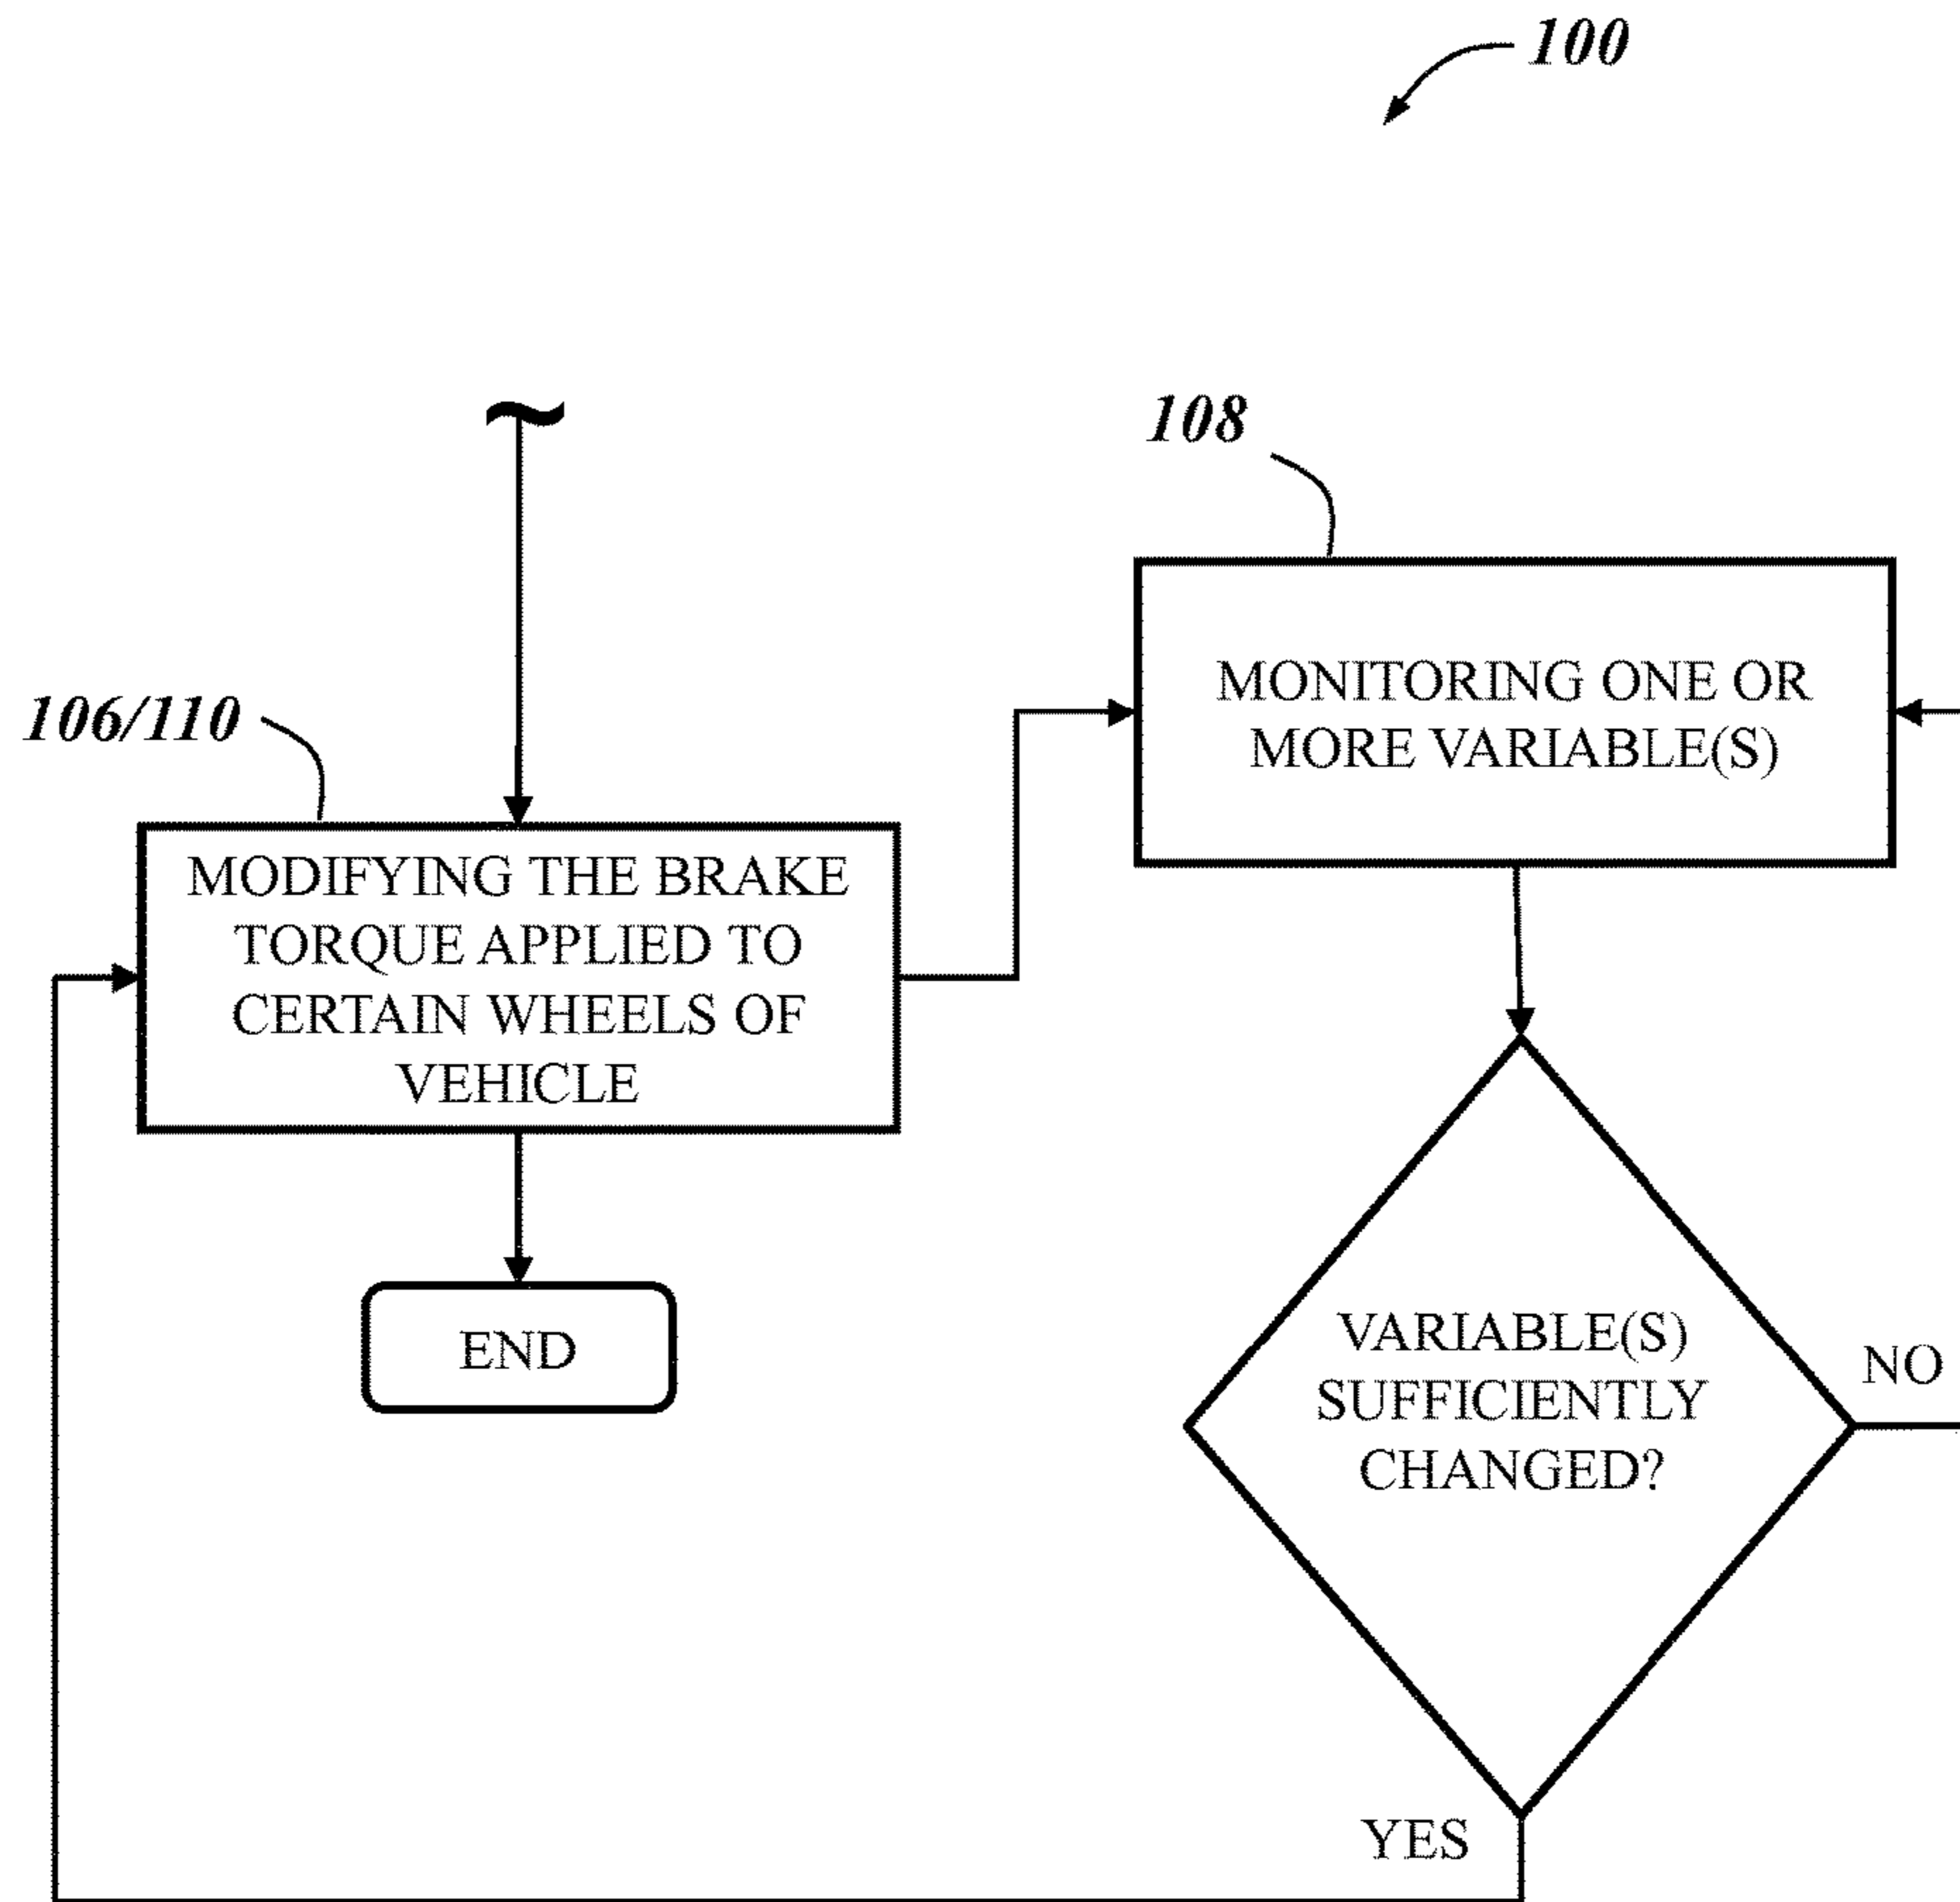 100
108
106/110
MONITORING ONE OR
MORE VARIABLE(S)
MODIFYING THE BRAKE
TORQUE APPLIED TO
CERTAIN WHEELS OF
VEHICLE
END
VARIABLE(S)
SUFFICIENTLY
CHANGED?
NO
YES